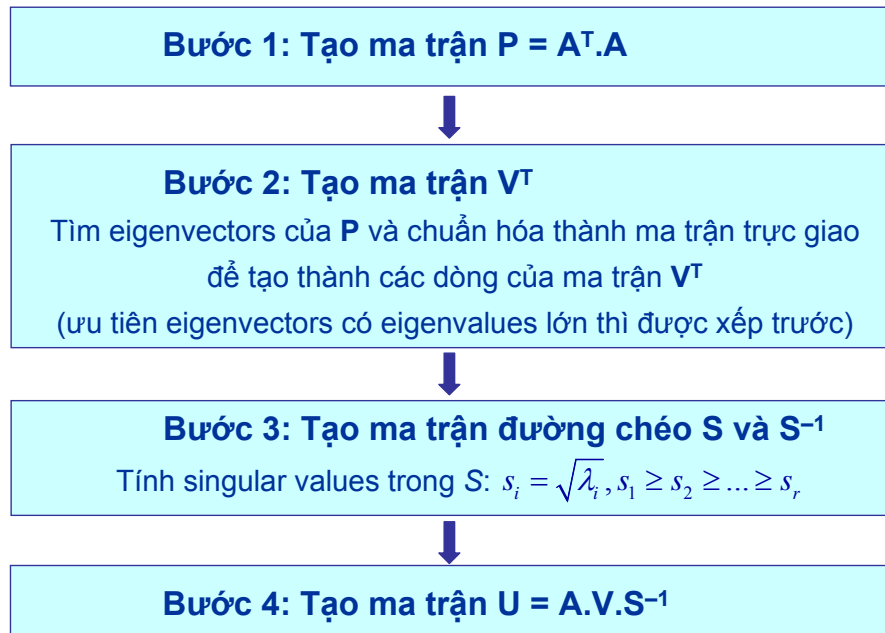 Bước 1: Tạo ma trận P = Aᵀ.A
Bước 2: Tạo ma trận Vᵀ
Tìm eigenvectors của P và chuẩn hóa thành ma trận trực giao
để tạo thành các dòng của ma trận Vᵀ
(ưu tiên eigenvectors có eigenvalues lớn thì được xếp trước)
Bước 3: Tạo ma trận đường chéo S và S⁻¹
Tính singular values trong S: sᵢ = √λᵢ, s₁ ≥ s₂ ≥ ... ≥ sᵣ
Bước 4: Tạo ma trận U = A.V.S⁻¹